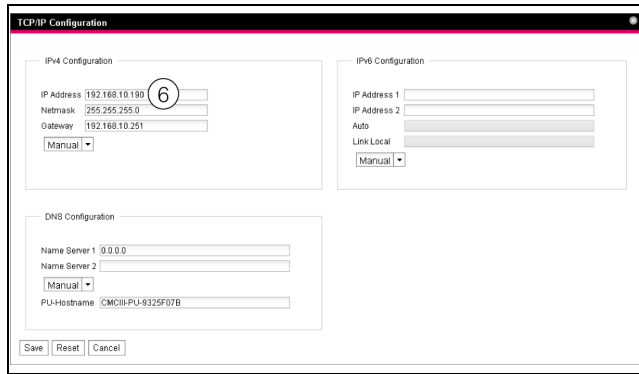 TCP/IP Configuration
IPv4 Configuration
IP Address 192.168.10.190 6
Netmask 255.255.255.0
Gateway 192.168.10.251
Manual
IPv6 Configuration
IP Address 1
IP Address 2
Auto
Link Local
Manual
DNS Configuration
Name Server 1 0.0.0.0
Name Server 2
Manual
PU-Hostname CMCIII-PU-9325F07B
Save Reset Cancel